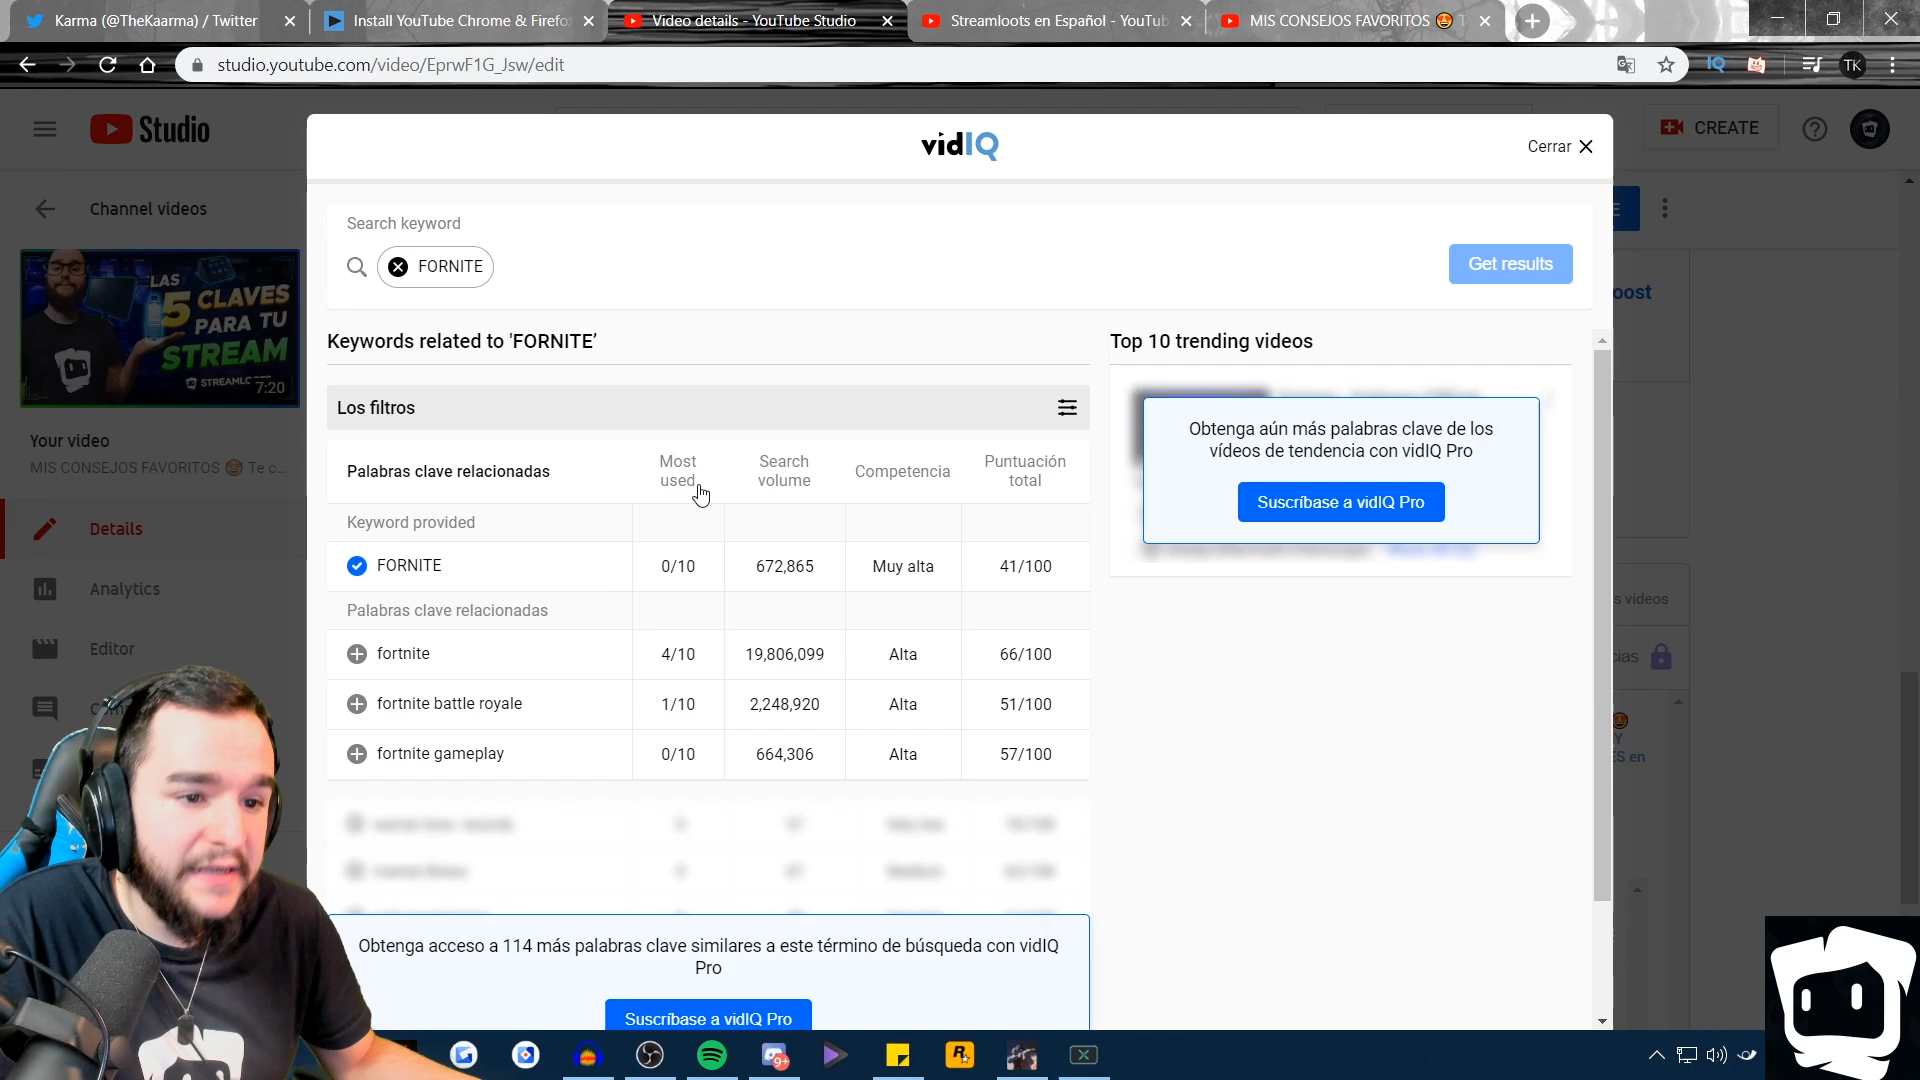 Karma (@TheKaarma) / Twitter
Install YouTube Chrome & Firefo
Video details - YouTube Studio
Streamloots en Español - YouTub
MIS CONSEJOS FAVORITOS 🤩 T
studio.youtube.com/video/EprwF1G_Jsw/edit
IQ
TK
Studio
vidIQ
Cerrar
CREATE
Channel videos
Search keyword
FORNITE
Get results
LAS
5 CLAVES
PARA TU
STREAM
7:20
oost
Keywords related to 'FORNITE’
Top 10 trending videos
Los filtros
Your video
MIS CONSEJOS FAVORITOS 🤩 Te c...
Obtenga aún más palabras clave de los
vídeos de tendencia con vidIQ Pro
Suscríbase a vidIQ Pro
Palabras clave relacionadas
Most used
Search volume
Competencia
Puntuación total
Keyword provided
FORNITE 0/10 672,865 Muy alta 41/100
Palabras clave relacionadas
fortnite 4/10 19,806,099 Alta 66/100
fortnite battle royale 1/10 2,248,920 Alta 51/100
fortnite gameplay 0/10 664,306 Alta 57/100
Details
Analytics
Editor
s vídeos
cias
S en
Obtenga acceso a 114 más palabras clave similares a este término de búsqueda con vidIQ
Pro
Suscríbase a vidIQ Pro
9+